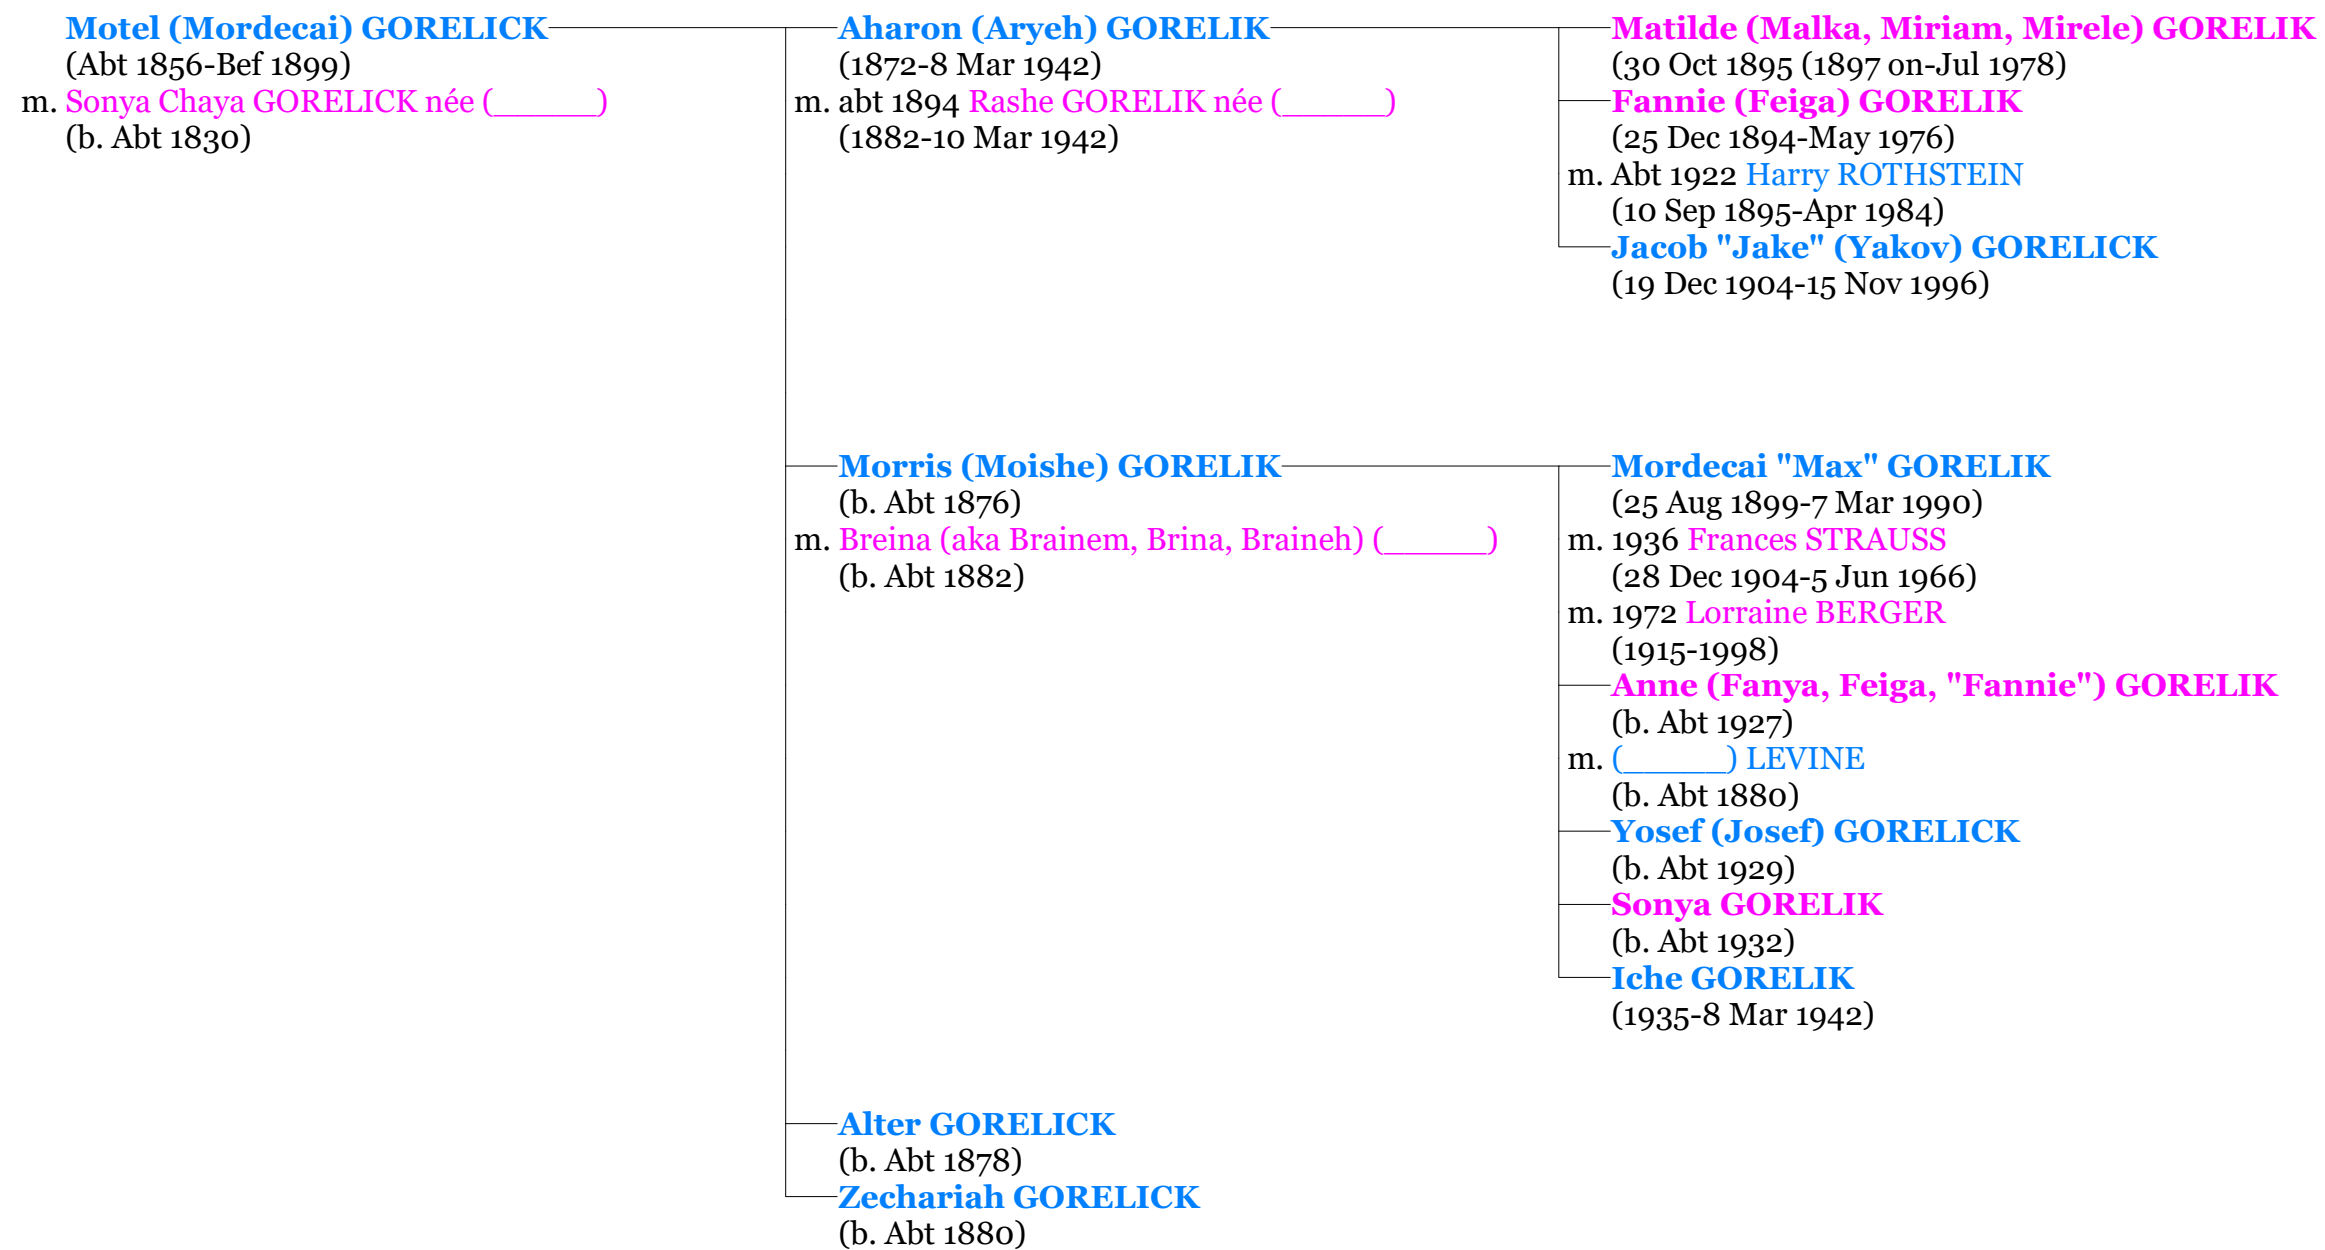 Motel (Mordecai) GORELICK
(Abt 1856-Bef 1899)
m. Sonya Chaya GORELICK née (______)
(b. Abt 1830)
Aharon (Aryeh) GORELIK
(1872-8 Mar 1942)
m. abt 1894 Rashe GORELIK née (______)
(1882-10 Mar 1942)
Matilde (Malka, Miriam, Mirele) GORELIK
(30 Oct 1895 (1897 on-Jul 1978)
Fannie (Feiga) GORELIK
(25 Dec 1894-May 1976)
m. Abt 1922 Harry ROTHSTEIN
(10 Sep 1895-Apr 1984)
Jacob "Jake" (Yakov) GORELICK
(19 Dec 1904-15 Nov 1996)
Morris (Moishe) GORELIK
(b. Abt 1876)
m. Breina (aka Brainem, Brina, Braineh) (______)
(b. Abt 1882)
Mordecai "Max" GORELIK
(25 Aug 1899-7 Mar 1990)
m. 1936 Frances STRAUSS
(28 Dec 1904-5 Jun 1966)
m. 1972 Lorraine BERGER
(1915-1998)
Anne (Fanya, Feiga, "Fannie") GORELIK
(b. Abt 1927)
m. (______) LEVINE
(b. Abt 1880)
Yosef (Josef) GORELICK
(b. Abt 1929)
Sonya GORELIK
(b. Abt 1932)
Iche GORELIK
(1935-8 Mar 1942)
Alter GORELICK
(b. Abt 1878)
Zechariah GORELICK
(b. Abt 1880)